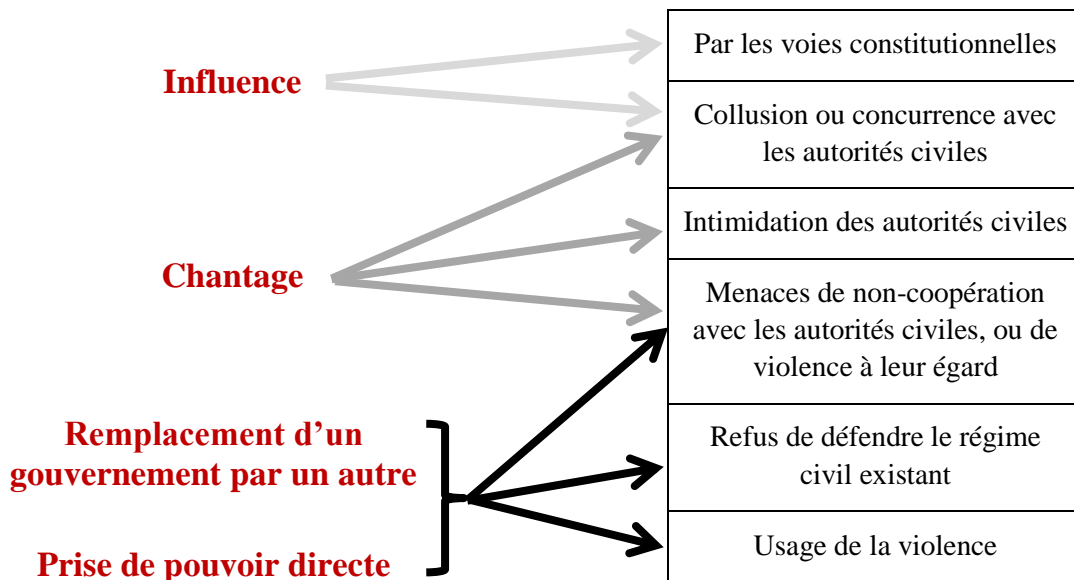 Influence
Chantage
Remplacement d’un
gouvernement par un autre
Prise de pouvoir directe
Par les voies constitutionnelles
Collusion ou concurrence avec
les autorités civiles
Intimidation des autorités civiles
Menaces de non-coopération
avec les autorités civiles, ou de
violence à leur égard
Refus de défendre le régime
civil existant
Usage de la violence